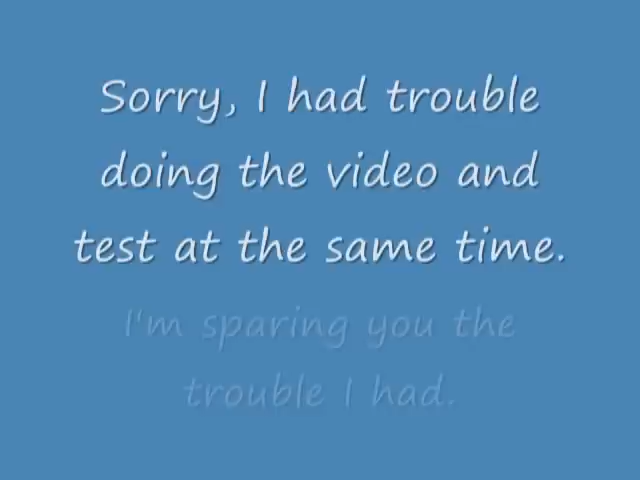 Sorry, I had trouble
doing the video and
test at the same time.
I'm sparing you the
trouble I had.